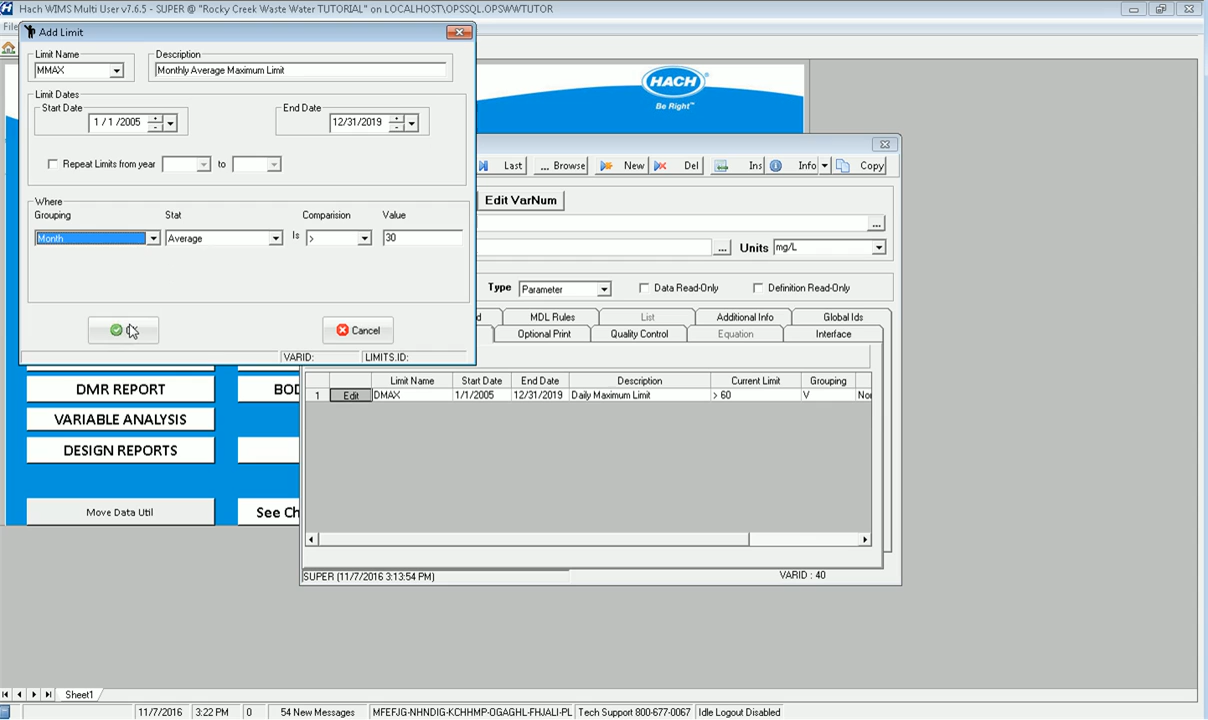 Hach WIMS Multi User v7.6.5 - SUPER @ "Rocky Creek Waste Water TUTORIAL" on LOCALHOST\OPSSQL.OPSWWTUTOR
File
Add Limit
Limit Name
MMAX
Description
Monthly Average Maximum Limit
Limit Dates
Start Date
1 / 1 /2005
End Date
12/31/2019
Repeat Limits from year to
Where
Grouping Stat Comparision Value
Month Average Is > 30
Cancel
VARID: LIMITS.ID:
HACH
Be Right™
Last ... Browse New Del Ins Info Copy
Edit VarNum
...
... Units mg/L
Type Parameter Data Read-Only Definition Read-Only
d MDL Rules List Additional Info Global Ids
Optional Print Quality Control Equation Interface
Limit Name Start Date End Date Description Current Limit Grouping
1 Edit DMAX 1/1/2005 12/31/2019 Daily Maximum Limit > 60 V
DMR REPORT
VARIABLE ANALYSIS
DESIGN REPORTS
Move Data Util
See Ch
SUPER (11/7/2016 3:13:54 PM) VARID : 40
Sheet1
11/7/2016 3:22 PM 0 54 New Messages MFEFJG-NHNDIG-KCHHMP-OGAGHL-FHJALI-PL Tech Support 800-677-0067 Idle Logout Disabled